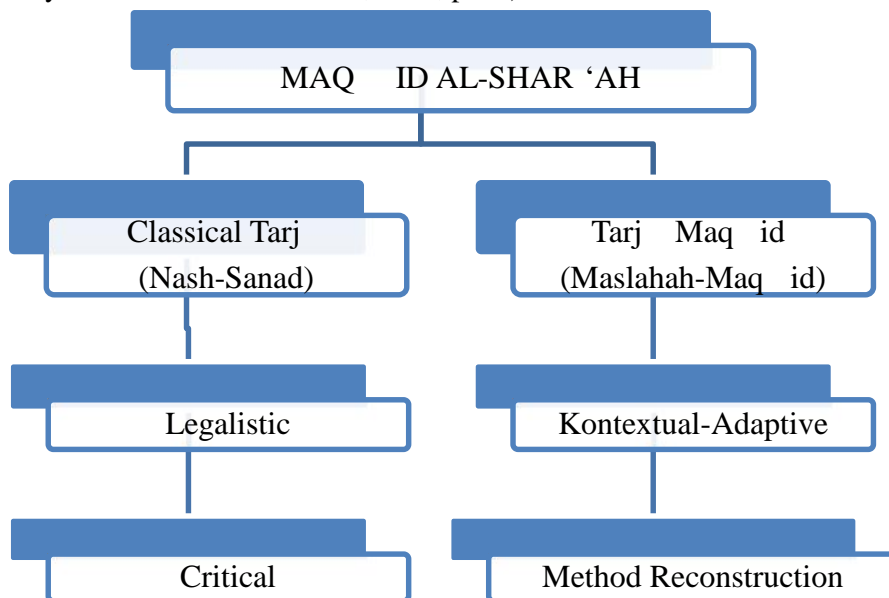 MAQ ID AL-SHAR ‘AH
Classical Tarj
(Nash-Sanad)
Tarj Maq id
(Maslahah-Maq id)
Legalistic
Kontextual-Adaptive
Critical
Method Reconstruction